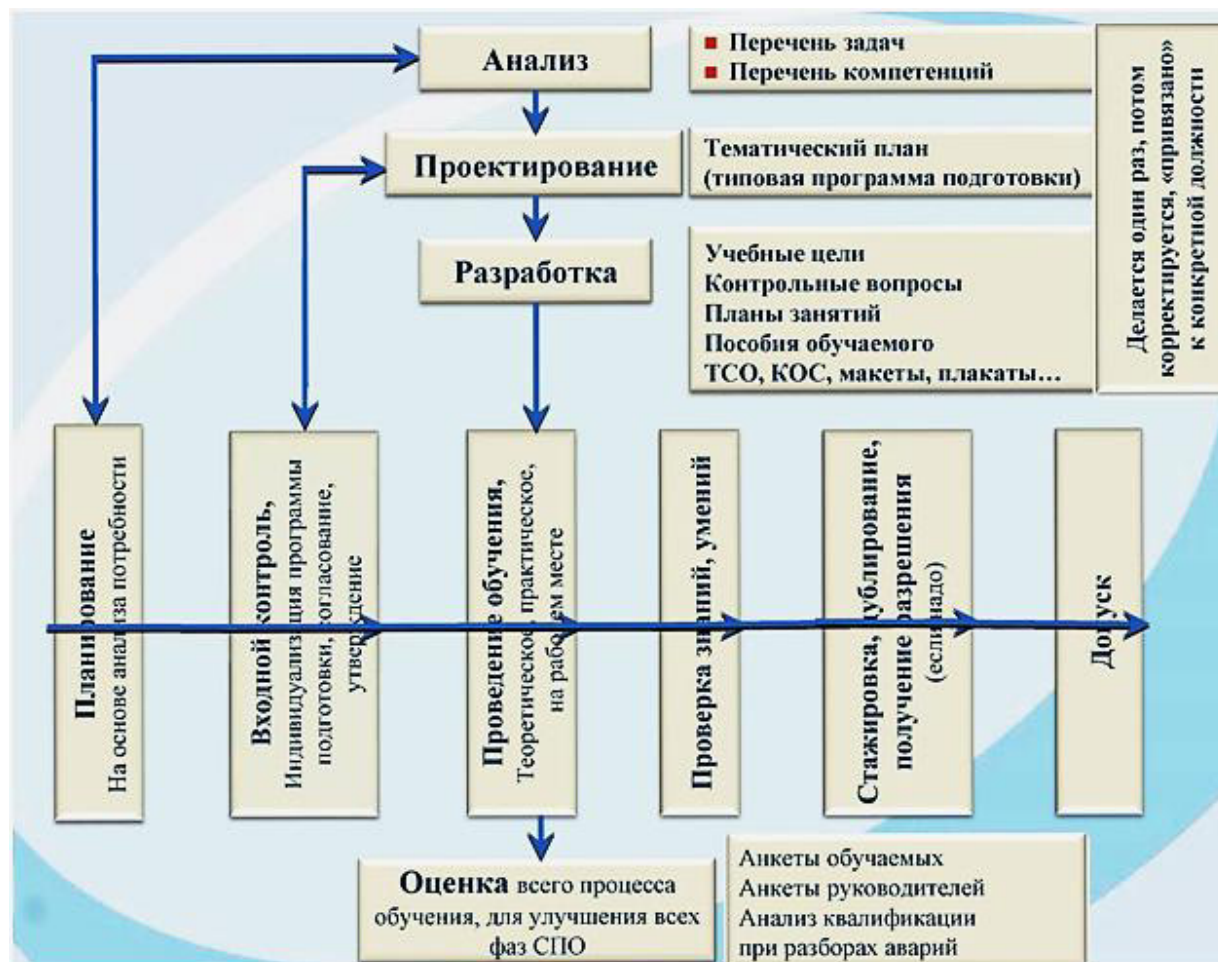 Анализ
Перечень задач
Перечень компетенций
Делается один раз, потом
корректируется, «привязано»
к конкретной должности
Проектирование
Тематический план
(типовая программа подготовки)
Разработка
Учебные цели
Контрольные вопросы
Планы занятий
Пособия обучаемого
ТСО, КОС, макеты, плакаты…
Планирование
На основе анализа потребности
Входной контроль,
Индивидуализация программы
подготовки, согласование,
утверждение
Проведение обучения,
Теоретическое, практическое,
на рабочем месте
Проверка знаний, умений
Стажировка, дублирование,
получение разрешения
(если надо)
Допуск
Оценка всего процесса
обучения, для улучшения всех
фаз СПО
Анкеты обучаемых
Анкеты руководителей
Анализ квалификации
при разборах аварий